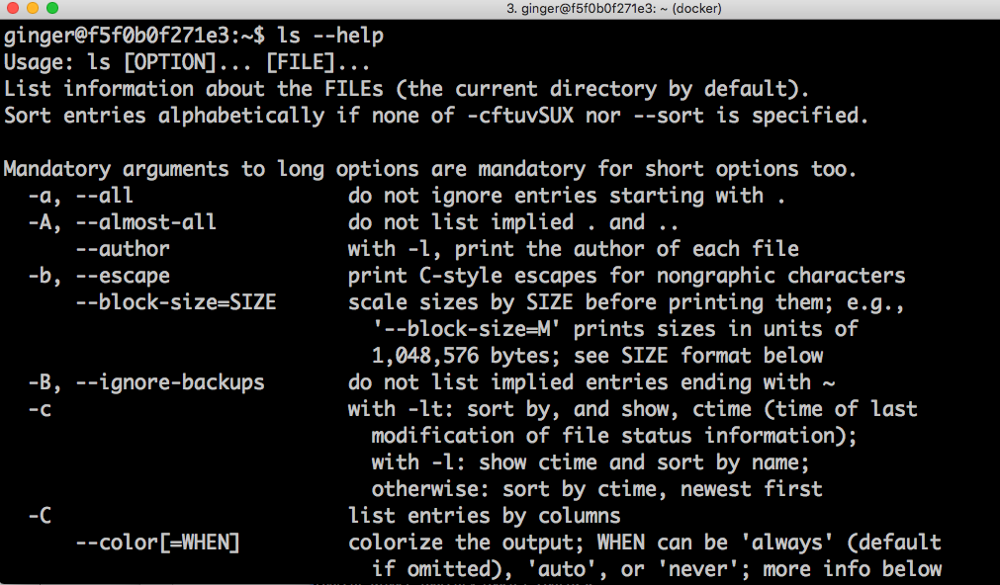 3. ginger@f5f0b0f271e3: ~ (docker)
ginger@f5f0b0f271e3:~$ ls --help
Usage: ls [OPTION]... [FILE]...
List information about the FILEs (the current directory by default).
Sort entries alphabetically if none of -cftuvSUX nor --sort is specified.

Mandatory arguments to long options are mandatory for short options too.
  -a, --all                  do not ignore entries starting with .
  -A, --almost-all           do not list implied . and ..
      --author               with -l, print the author of each file
  -b, --escape               print C-style escapes for nongraphic characters
      --block-size=SIZE      scale sizes by SIZE before printing them; e.g.,
                               '--block-size=M' prints sizes in units of
                               1,048,576 bytes; see SIZE format below
  -B, --ignore-backups       do not list implied entries ending with ~
  -c                         with -lt: sort by, and show, ctime (time of last
                               modification of file status information);
                               with -l: show ctime and sort by name;
                               otherwise: sort by ctime, newest first
  -C                         list entries by columns
      --color[=WHEN]         colorize the output; WHEN can be 'always' (default
                               if omitted), 'auto', or 'never'; more info below